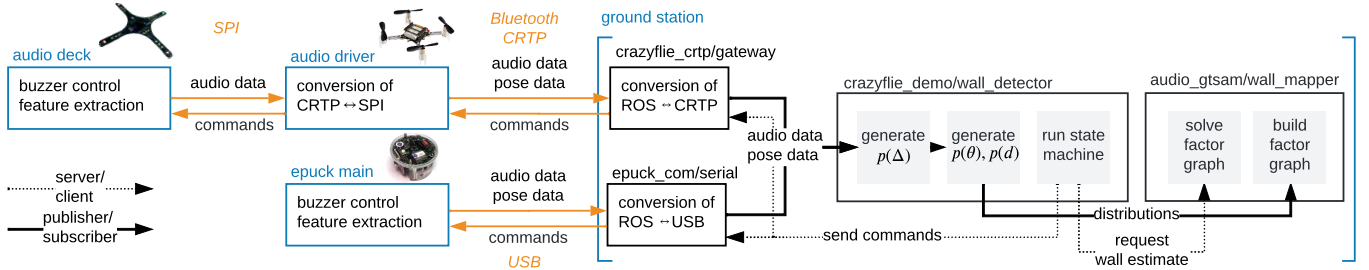 audio deck
buzzer control
feature extraction
SPI
audio data
commands
audio driver
conversion of
CRTP↔SPI
Bluetooth
CRTP
audio data
pose data
commands
epuck main
buzzer control
feature extraction
audio data
pose data
commands
USB
server/
client
publisher/
subscriber
ground station
crazyflie_crtp/gateway
conversion of
ROS ↔CRTP
epuck_com/serial
conversion of
ROS ↔USB
audio data
pose data
crazyflie_demo/wall_detector
generate
p(Δ)
generate
p(θ), p(d)
run state
machine
audio_gtsam/wall_mapper
solve
factor
graph
build
factor
graph
distributions
send commands
request
wall estimate